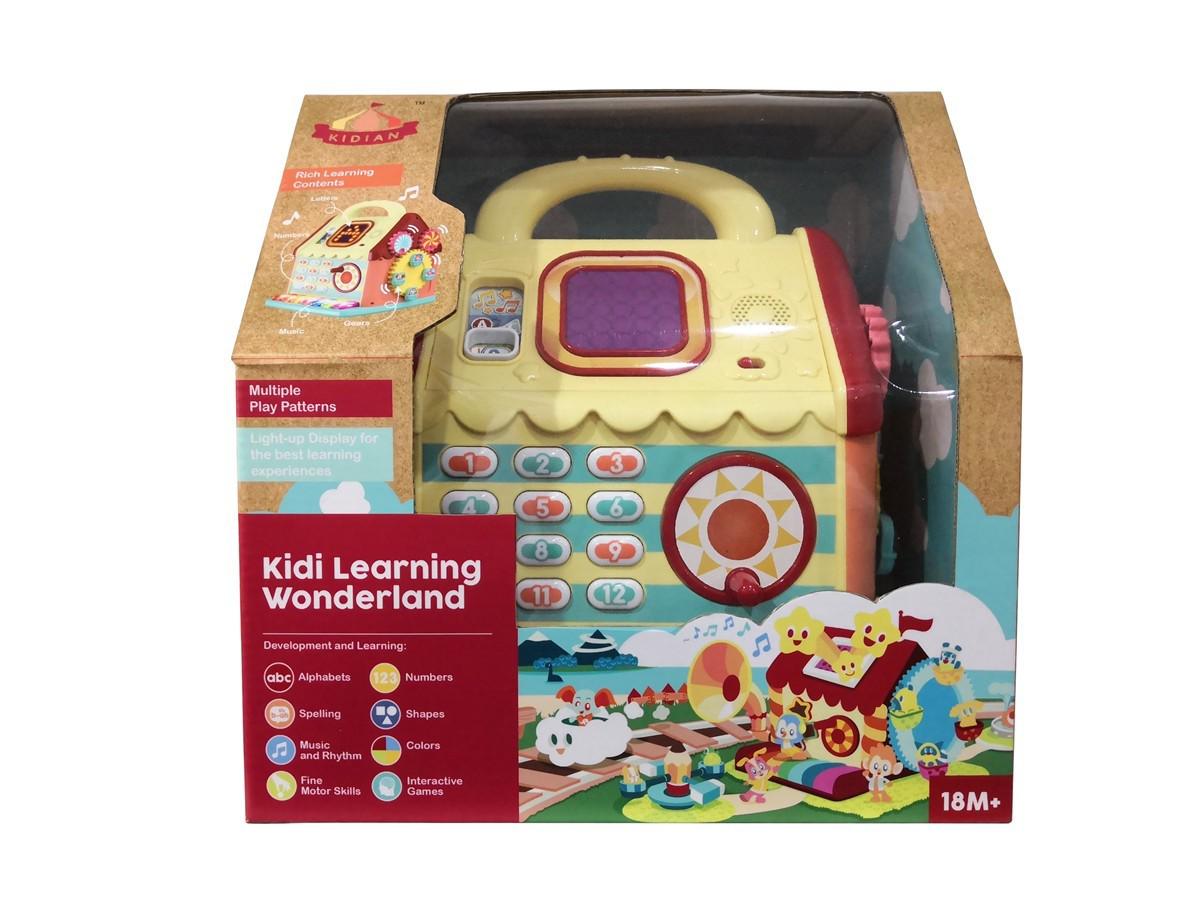 TM
KIDIAN
Rich Learning
Contents
Letters
Numbers
Music
Gears
Multiple
Play Patterns
Light-up Display for
the best learning
experiences
A
1 2 3
4 5 6
8 9
11 12
Kidi Learning
Wonderland
Development and Learning:
abc Alphabets
123 Numbers
Spelling
Shapes
Music
and Rhythm
Colors
Fine
Motor Skills
Interactive
Games
18M+